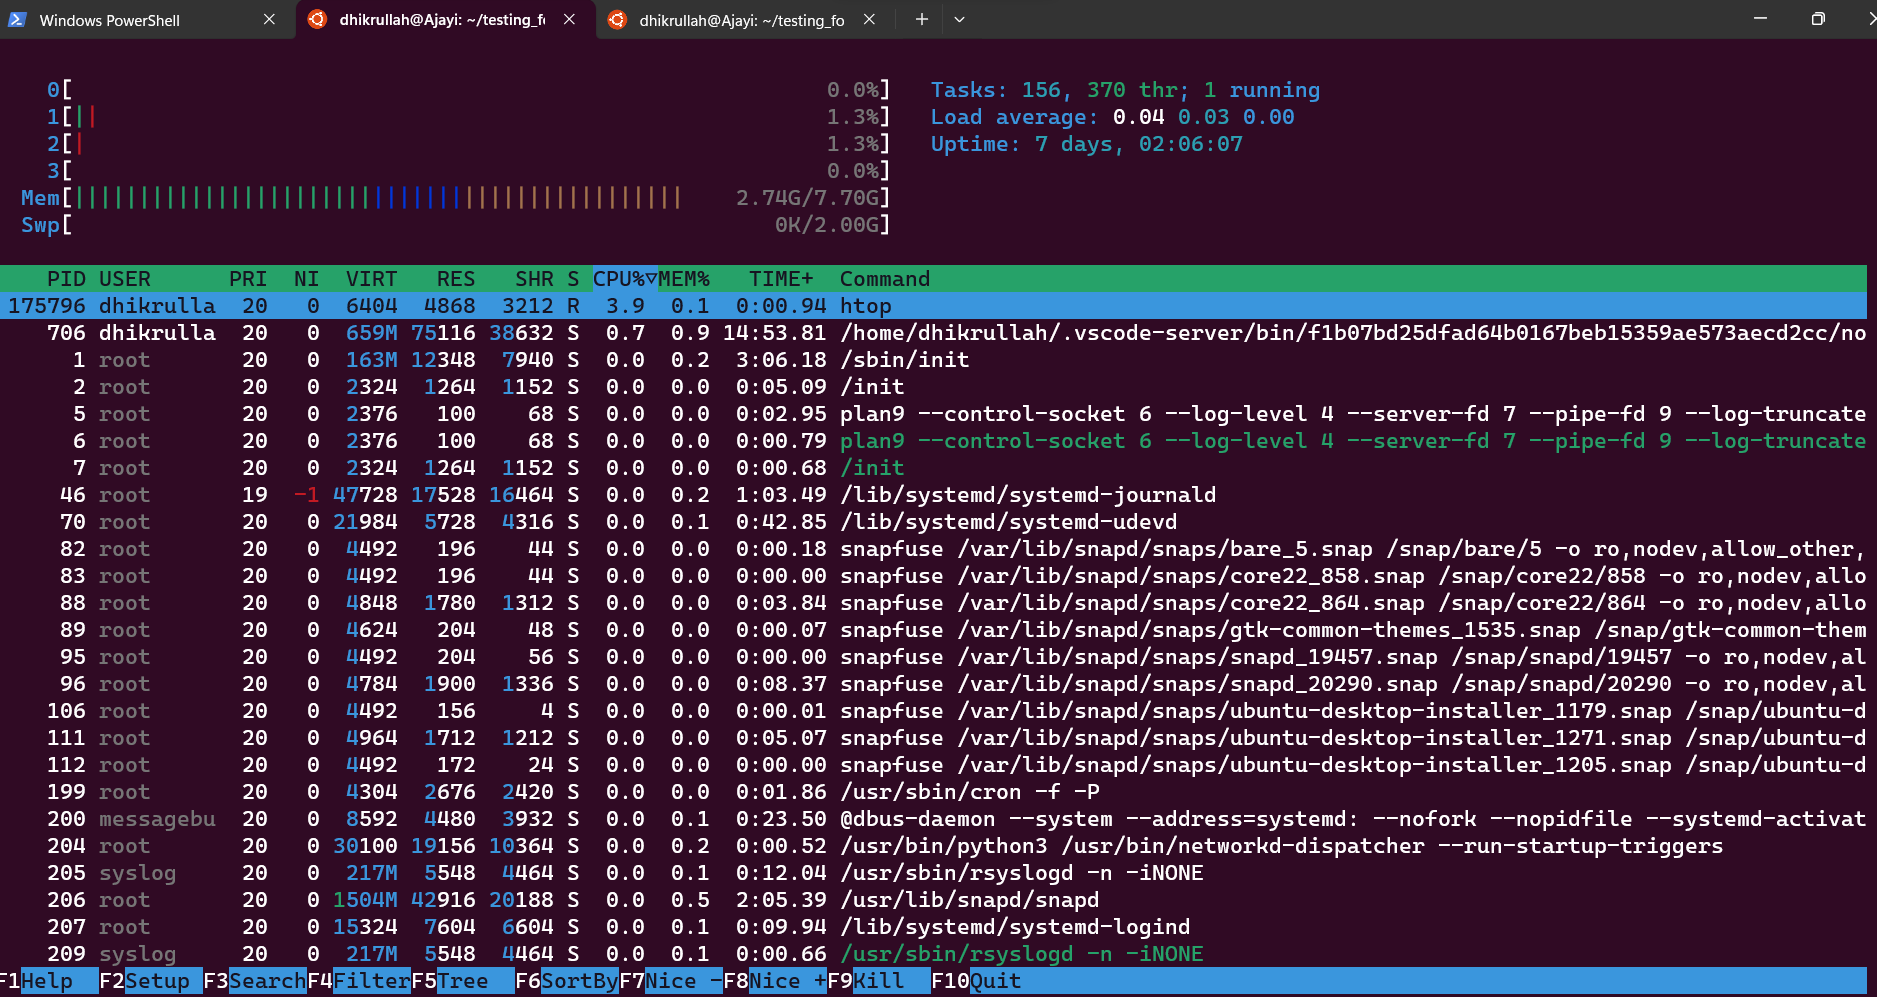 Windows PowerShell
dhikrullah@Ajayi: ~/testing_f
dhikrullah@Ajayi: ~/testing_fo
0[ 0.0%] Tasks: 156, 370 thr; 1 running
1[|| 1.3%] Load average: 0.04 0.03 0.00
2[| 1.3%] Uptime: 7 days, 02:06:07
3[ 0.0%]
Mem[||||||||||||||||||||||||||||||||||||||||||||||| 2.74G/7.70G]
Swp[ 0K/2.00G]
PID USER PRI NI VIRT RES SHR S CPU%▽MEM% TIME+ Command
175796 dhikrulla 20 0 6404 4868 3212 R 3.9 0.1 0:00.94 htop
706 dhikrulla 20 0 659M 75116 38632 S 0.7 0.9 14:53.81 /home/dhikrullah/.vscode-server/bin/f1b07bd25dfad64b0167beb15359ae573aecd2cc/no
1 root 20 0 163M 12348 7940 S 0.0 0.2 3:06.18 /sbin/init
2 root 20 0 2324 1264 1152 S 0.0 0.0 0:05.09 /init
5 root 20 0 2376 100 68 S 0.0 0.0 0:02.95 plan9 --control-socket 6 --log-level 4 --server-fd 7 --pipe-fd 9 --log-truncate
6 root 20 0 2376 100 68 S 0.0 0.0 0:00.79 plan9 --control-socket 6 --log-level 4 --server-fd 7 --pipe-fd 9 --log-truncate
7 root 20 0 2324 1264 1152 S 0.0 0.0 0:00.68 /init
46 root 19 -1 47728 17528 16464 S 0.0 0.2 1:03.49 /lib/systemd/systemd-journald
70 root 20 0 21984 5728 4316 S 0.0 0.1 0:42.85 /lib/systemd/systemd-udevd
82 root 20 0 4492 196 44 S 0.0 0.0 0:00.18 snapfuse /var/lib/snapd/snaps/bare_5.snap /snap/bare/5 -o ro,nodev,allow_other,
83 root 20 0 4492 196 44 S 0.0 0.0 0:00.00 snapfuse /var/lib/snapd/snaps/core22_858.snap /snap/core22/858 -o ro,nodev,allo
88 root 20 0 4848 1780 1312 S 0.0 0.0 0:03.84 snapfuse /var/lib/snapd/snaps/core22_864.snap /snap/core22/864 -o ro,nodev,allo
89 root 20 0 4624 204 48 S 0.0 0.0 0:00.07 snapfuse /var/lib/snapd/snaps/gtk-common-themes_1535.snap /snap/gtk-common-them
95 root 20 0 4492 204 56 S 0.0 0.0 0:00.00 snapfuse /var/lib/snapd/snaps/snapd_19457.snap /snap/snapd/19457 -o ro,nodev,al
96 root 20 0 4784 1900 1336 S 0.0 0.0 0:08.37 snapfuse /var/lib/snapd/snaps/snapd_20290.snap /snap/snapd/20290 -o ro,nodev,al
106 root 20 0 4492 156 4 S 0.0 0.0 0:00.01 snapfuse /var/lib/snapd/snaps/ubuntu-desktop-installer_1179.snap /snap/ubuntu-d
111 root 20 0 4964 1712 1212 S 0.0 0.0 0:05.07 snapfuse /var/lib/snapd/snaps/ubuntu-desktop-installer_1271.snap /snap/ubuntu-d
112 root 20 0 4492 172 24 S 0.0 0.0 0:00.00 snapfuse /var/lib/snapd/snaps/ubuntu-desktop-installer_1205.snap /snap/ubuntu-d
199 root 20 0 4304 2676 2420 S 0.0 0.0 0:01.86 /usr/sbin/cron -f -P
200 messagebu 20 0 8592 4480 3932 S 0.0 0.1 0:23.50 @dbus-daemon --system --address=systemd: --nofork --nopidfile --systemd-activat
204 root 20 0 30100 19156 10364 S 0.0 0.2 0:00.52 /usr/bin/python3 /usr/bin/networkd-dispatcher --run-startup-triggers
205 syslog 20 0 217M 5548 4464 S 0.0 0.1 0:12.04 /usr/sbin/rsyslogd -n -iNONE
206 root 20 0 1504M 42916 20188 S 0.0 0.5 2:05.39 /usr/lib/snapd/snapd
207 root 20 0 15324 7604 6604 S 0.0 0.1 0:09.94 /lib/systemd/systemd-logind
209 syslog 20 0 217M 5548 4464 S 0.0 0.1 0:00.66 /usr/sbin/rsyslogd -n -iNONE
F1Help F2Setup F3SearchF4FilterF5Tree F6SortByF7Nice -F8Nice +F9Kill F10Quit